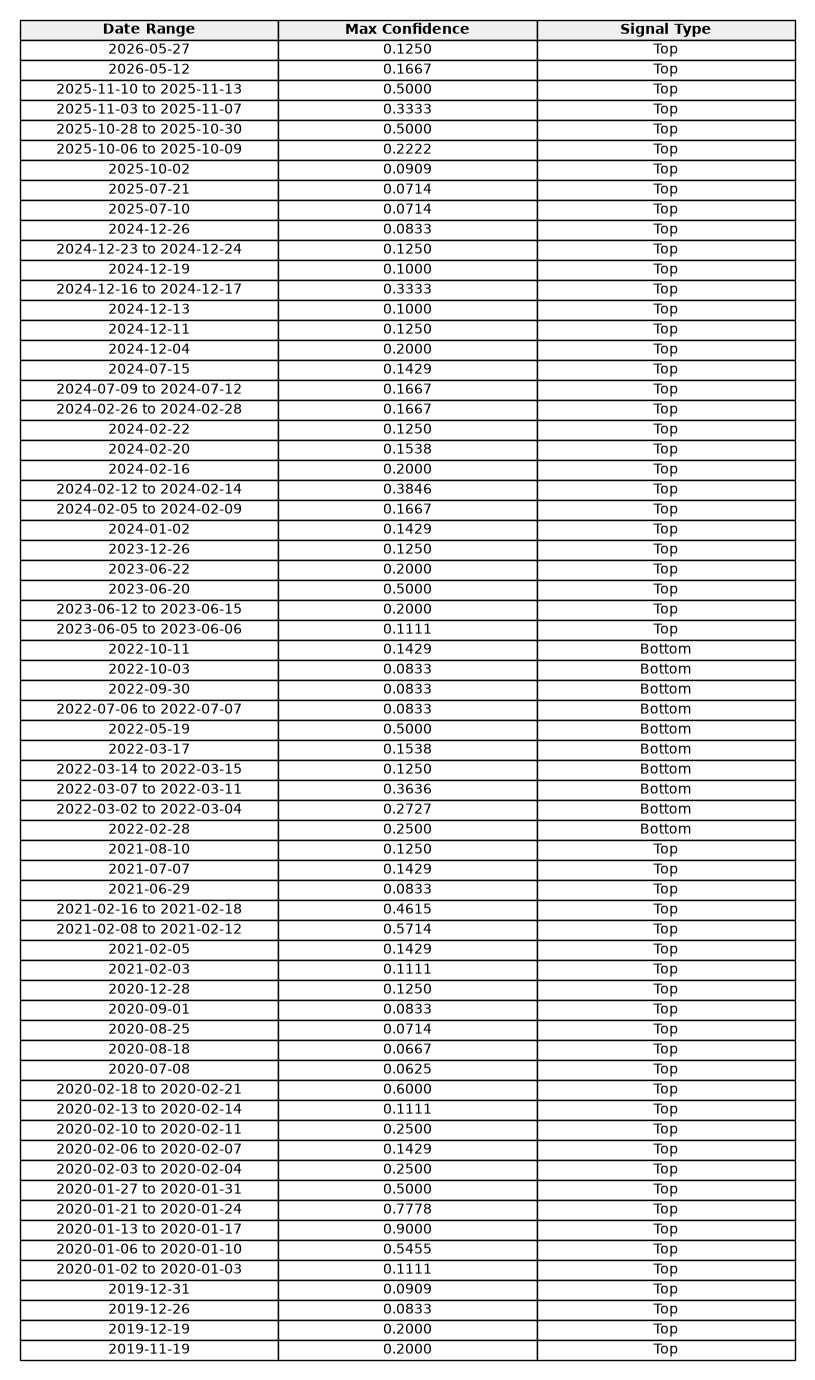 Date Range Max Confidence Signal Type
2026-05-27 0.1250 Top
2026-05-12 0.1667 Top
2025-11-10 to 2025-11-13 0.5000 Top
2025-11-03 to 2025-11-07 0.3333 Top
2025-10-28 to 2025-10-30 0.5000 Top
2025-10-06 to 2025-10-09 0.2222 Top
2025-10-02 0.0909 Top
2025-07-21 0.0714 Top
2025-07-10 0.0714 Top
2024-12-26 0.0833 Top
2024-12-23 to 2024-12-24 0.1250 Top
2024-12-19 0.1000 Top
2024-12-16 to 2024-12-17 0.3333 Top
2024-12-13 0.1000 Top
2024-12-11 0.1250 Top
2024-12-04 0.2000 Top
2024-07-15 0.1429 Top
2024-07-09 to 2024-07-12 0.1667 Top
2024-02-26 to 2024-02-28 0.1667 Top
2024-02-22 0.1250 Top
2024-02-20 0.1538 Top
2024-02-16 0.2000 Top
2024-02-12 to 2024-02-14 0.3846 Top
2024-02-05 to 2024-02-09 0.1667 Top
2024-01-02 0.1429 Top
2023-12-26 0.1250 Top
2023-06-22 0.2000 Top
2023-06-20 0.5000 Top
2023-06-12 to 2023-06-15 0.2000 Top
2023-06-05 to 2023-06-06 0.1111 Top
2022-10-11 0.1429 Bottom
2022-10-03 0.0833 Bottom
2022-09-30 0.0833 Bottom
2022-07-06 to 2022-07-07 0.0833 Bottom
2022-05-19 0.5000 Bottom
2022-03-17 0.1538 Bottom
2022-03-14 to 2022-03-15 0.1250 Bottom
2022-03-07 to 2022-03-11 0.3636 Bottom
2022-03-02 to 2022-03-04 0.2727 Bottom
2022-02-28 0.2500 Bottom
2021-08-10 0.1250 Top
2021-07-07 0.1429 Top
2021-06-29 0.0833 Top
2021-02-16 to 2021-02-18 0.4615 Top
2021-02-08 to 2021-02-12 0.5714 Top
2021-02-05 0.1429 Top
2021-02-03 0.1111 Top
2020-12-28 0.1250 Top
2020-09-01 0.0833 Top
2020-08-25 0.0714 Top
2020-08-18 0.0667 Top
2020-07-08 0.0625 Top
2020-02-18 to 2020-02-21 0.6000 Top
2020-02-13 to 2020-02-14 0.1111 Top
2020-02-10 to 2020-02-11 0.2500 Top
2020-02-06 to 2020-02-07 0.1429 Top
2020-02-03 to 2020-02-04 0.2500 Top
2020-01-27 to 2020-01-31 0.5000 Top
2020-01-21 to 2020-01-24 0.7778 Top
2020-01-13 to 2020-01-17 0.9000 Top
2020-01-06 to 2020-01-10 0.5455 Top
2020-01-02 to 2020-01-03 0.1111 Top
2019-12-31 0.0909 Top
2019-12-26 0.0833 Top
2019-12-19 0.2000 Top
2019-11-19 0.2000 Top